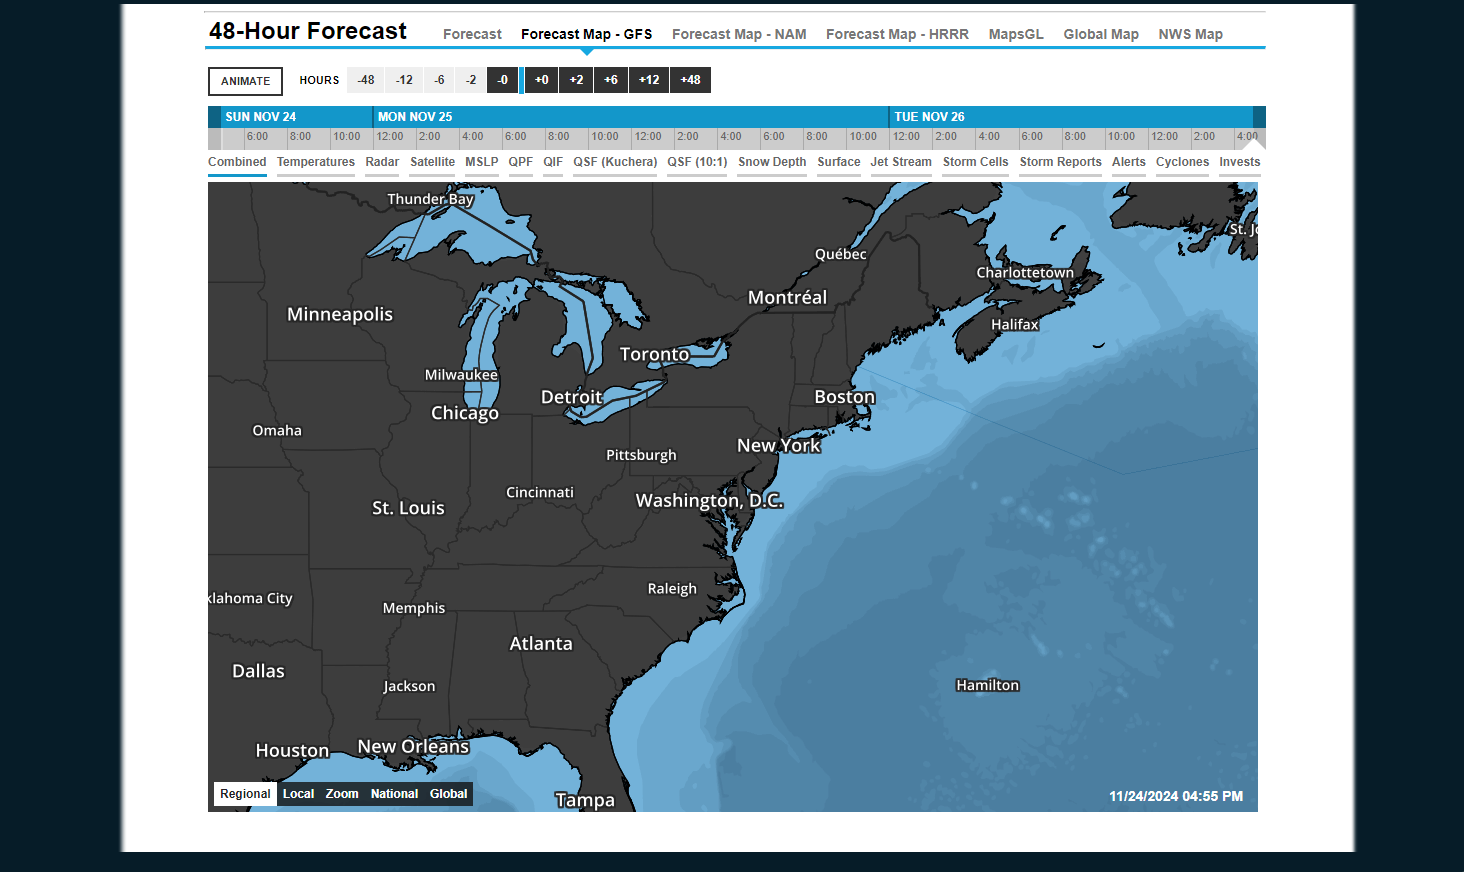 48-Hour Forecast Forecast Forecast Map - GFS Forecast Map - NAM Forecast Map - HRRR MapsGL Global Map NWS Map
ANIMATE HOURS -48 -12 -6 -2 -0 +0 +2 +6 +12 +48
SUN NOV 24 MON NOV 25 TUE NOV 26
6:00 8:00 10:00 12:00 2:00 4:00 6:00 8:00 10:00 12:00 2:00 4:00 6:00 8:00 10:00 12:00 2:00 4:00 6:00 8:00 10:00 12:00 2:00 4:00
Combined Temperatures Radar Satellite MSLP QPF QIF QSF (Kuchera) QSF (10:1) Snow Depth Surface Jet Stream Storm Cells Storm Reports Alerts Cyclones Invests
Thunder Bay
St. Jo
Québec
Charlottetown
Montréal
Minneapolis
Halifax
Toronto
Milwaukee
Detroit Boston
Chicago
Omaha
New York
Pittsburgh
Cincinnati
Washington, D.C.
St. Louis
Raleigh
klahoma City
Memphis
Atlanta
Dallas
Jackson Hamilton
Houston New Orleans
Regional Local Zoom National Global
Tampa
11/24/2024 04:55 PM